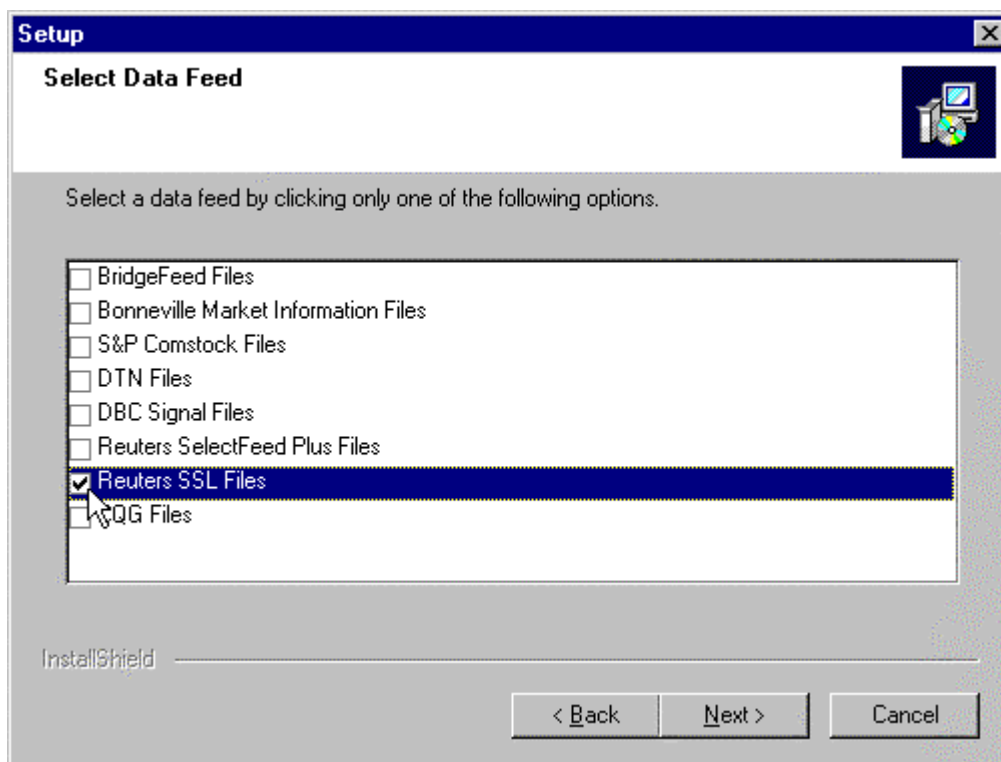 Setup
Select Data Feed
Select a data feed by clicking only one of the following options.
BridgeFeed Files
Bonneville Market Information Files
S&P Comstock Files
DTN Files
DBC Signal Files
Reuters SelectFeed Plus Files
Reuters SSL Files
QG Files
InstallShield
< Back Next > Cancel